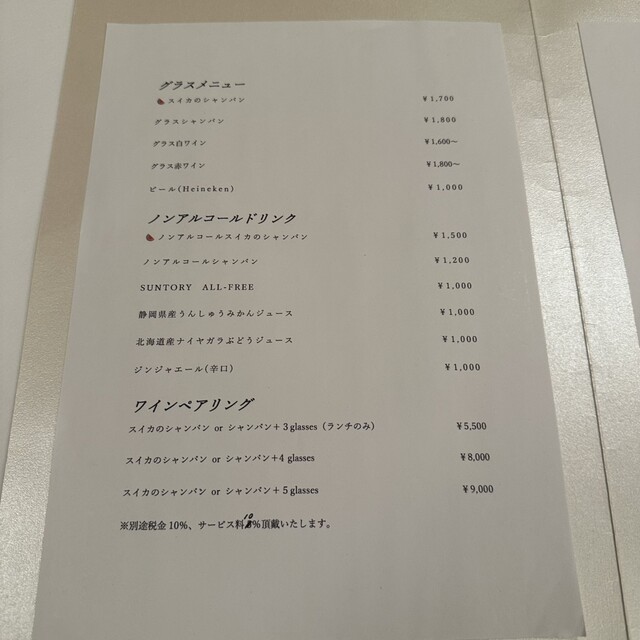 グラスメニュー
スイカのシャンパン ￥1,700
グラスシャンパン ￥1,800
グラス白ワイン ￥1,600～
グラス赤ワイン ￥1,800～
ビール(Heineken) ￥1,000
ノンアルコールドリンク
ノンアルコールスイカのシャンパン ￥1,500
ノンアルコールシャンパン ￥1,200
SUNTORY ALL-FREE ￥1,000
静岡県産うんしゅうみかんジュース ￥1,000
北海道産ナイヤガラぶどうジュース ￥1,000
ジンジャエール(辛口) ￥1,000
ワインペアリング
スイカのシャンパン or シャンパン＋3glasses（ランチのみ） ￥5,500
スイカのシャンパン or シャンパン+4 glasses ￥8,000
スイカのシャンパン or シャンパン＋5glasses ￥9,000
※別途税金10%、サービス料10%頂戴いたします。